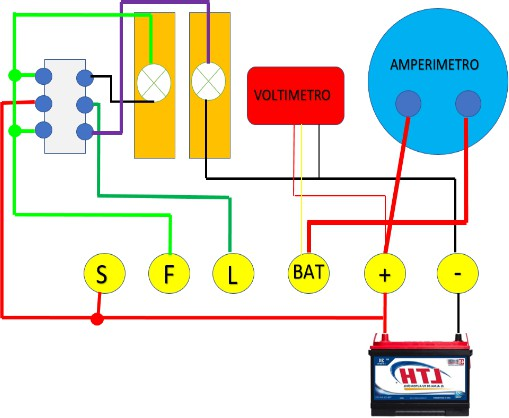 AMPERIMETRO
VOLTIMETRO
S F L BAT + -
HTJ